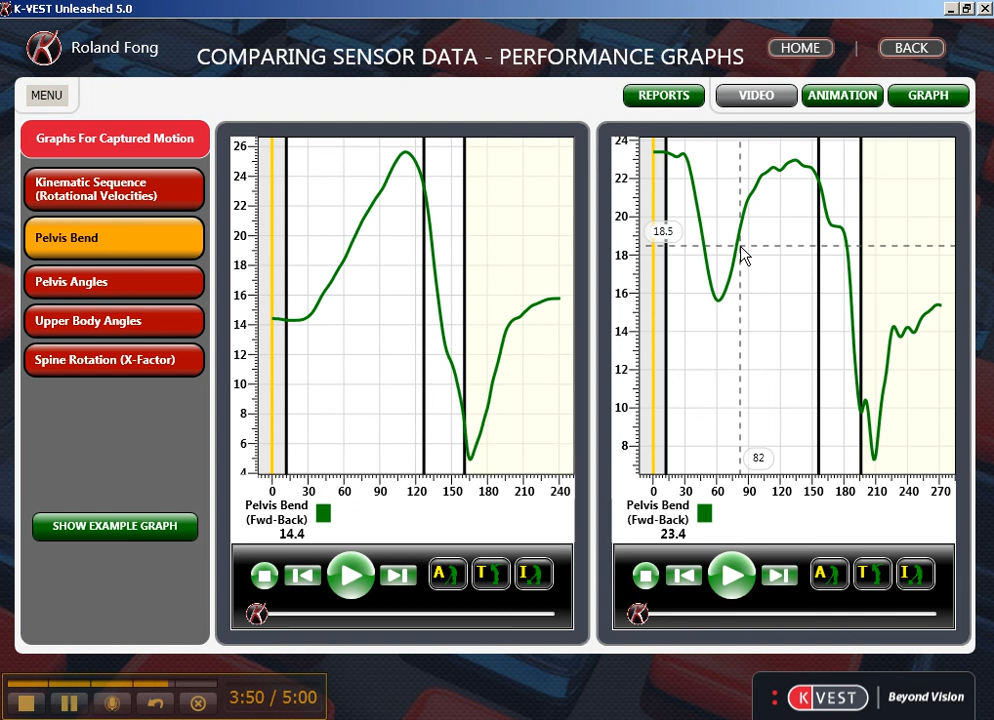 K-VEST Unleashed 5.0
Roland Fong
COMPARING SENSOR DATA - PERFORMANCE GRAPHS
HOME
|
BACK
MENU
REPORTS
VIDEO
ANIMATION
GRAPH
Graphs For Captured Motion
Kinematic Sequence
(Rotational Velocities)
Pelvis Bend
Pelvis Angles
Upper Body Angles
Spine Rotation (X-Factor)
SHOW EXAMPLE GRAPH
26
24
22
20
18
16
14
12
10
8
6
4
0 30 60 90 120 150 180 210 240
Pelvis Bend
(Fwd-Back)
14.4
A T I
24
22
20
18
16
14
12
10
8
18.5
82
0 30 60 90 120 150 180 210 240 270
Pelvis Bend
(Fwd-Back)
23.4
A T I
3:50 / 5:00
K VEST | Beyond Vision